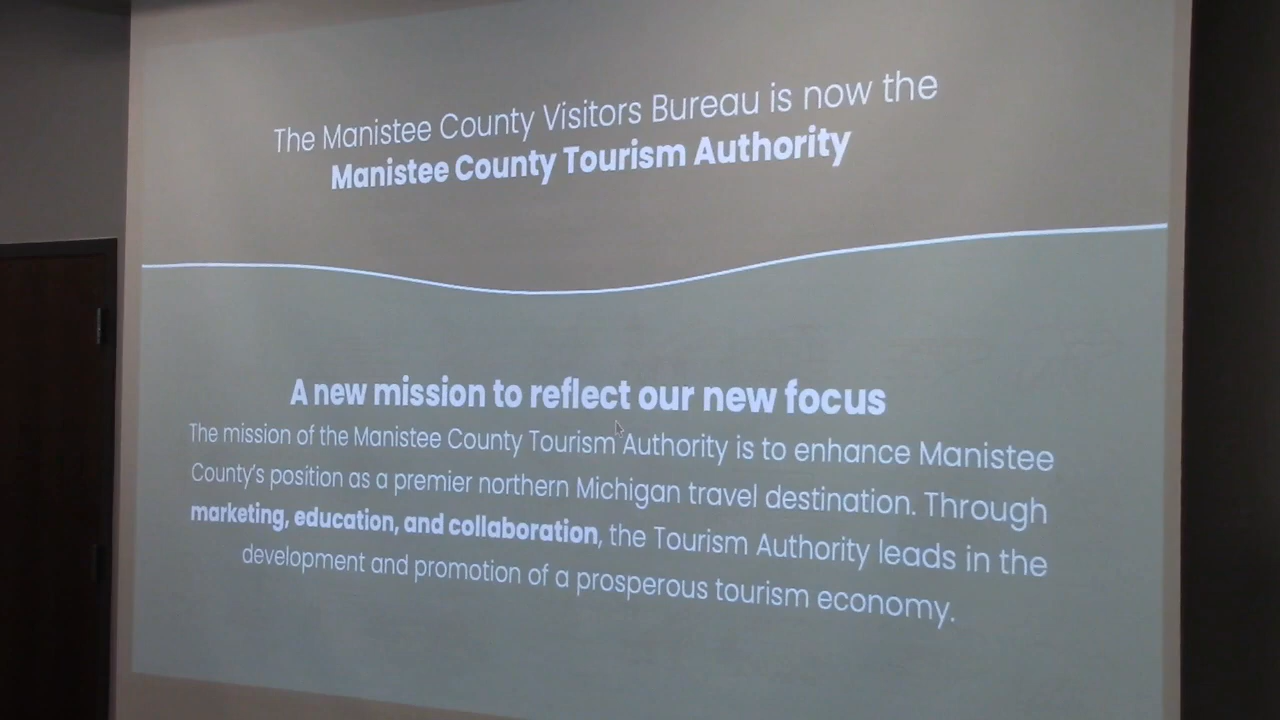 The Manistee County Visitors Bureau is now the
Manistee County Tourism Authority
A new mission to reflect our new focus
The mission of the Manistee County Tourism Authority is to enhance Manistee
County's position as a premier northern Michigan travel destination. Through
marketing, education, and collaboration, the Tourism Authority leads in the
development and promotion of a prosperous tourism economy.